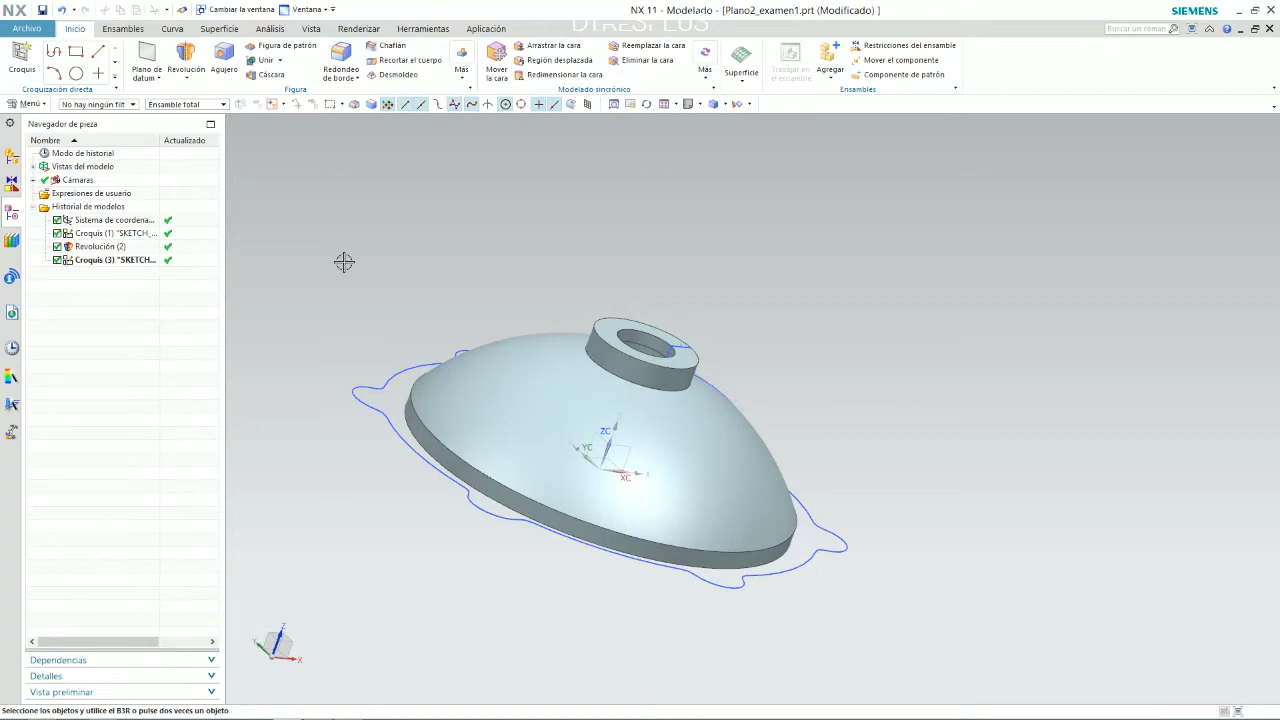 NX
Cambiar la ventana
Ventana
NX 11 - Modelado - [Plano2_examen1.prt (Modificado) ]
SIEMENS
DTRESPLUS
Archivo
Inicio
Ensambles
Curva
Superficie
Análisis
Vista
Renderizar
Herramientas
Aplicación
Buscar un coman
Croquis
Croquización directa
Plano de datum
Revolución
Agujero
Figura de patrón
Unir
Cáscara
Redondeo de borde
Chaflán
Recortar el cuerpo
Desmoldeo
Más
Figura
Mover la cara
Arrastrar la cara
Región desplazada
Redimensionar la cara
Reemplazar la cara
Eliminar la cara
Más
Modelado sincrónico
Superficie
Trabajar en el ensamble
Agregar
Restricciones del ensamble
Mover el componente
Componente de patrón
Ensambles
Menú
No hay ningún filt
Ensamble total
Navegador de pieza
Nombre
Actualizado
Modo de historial
Vistas del modelo
Cámaras
Expresiones de usuario
Historial de modelos
Sistema de coordena...
Croquis (1) "SKETCH_...
Revolución (2)
Croquis (3) "SKETCH...
Dependencias
Detalles
Vista preliminar
ZC
YC
XC
X
Z
Y
X
Seleccione los objetos y utilice el B3R o pulse dos veces un objeto